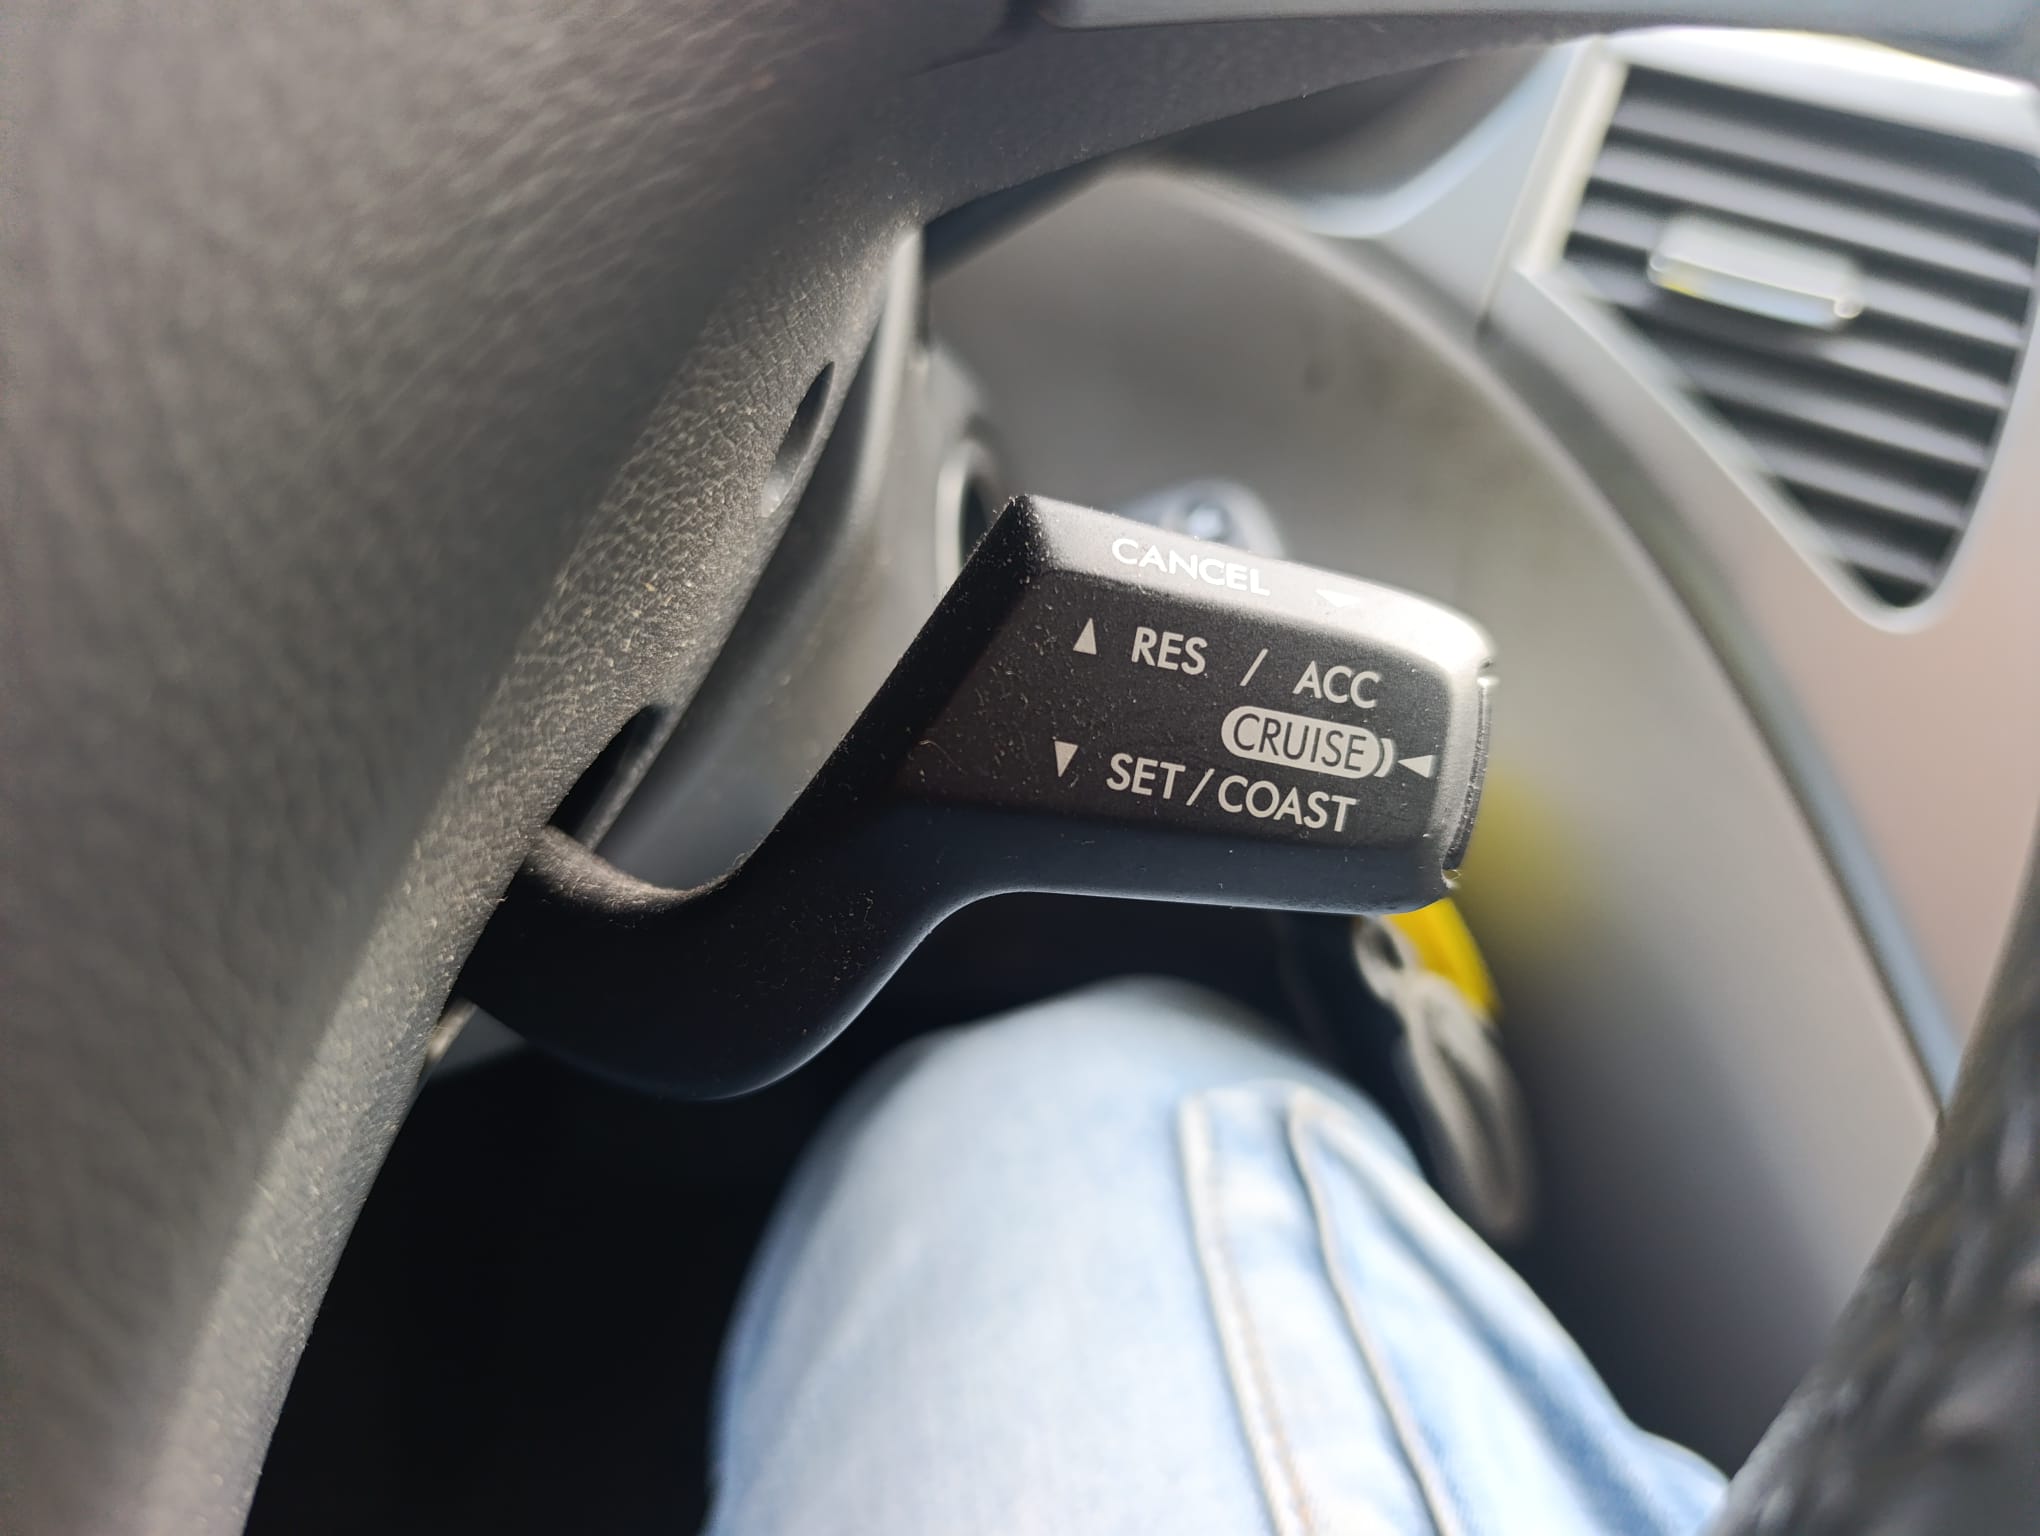 CANCEL
RES / ACC
CRUISE
SET/COAST